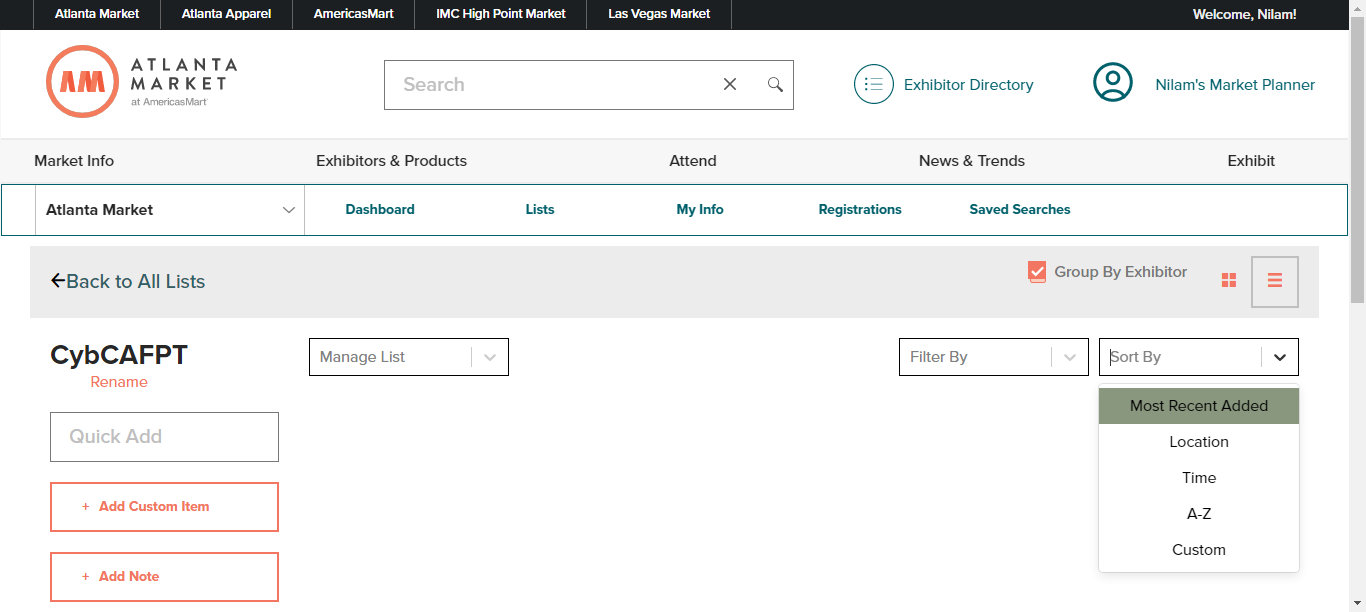 Atlanta Market Atlanta Apparel AmericasMart IMC High Point Market Las Vegas Market Welcome, Nilam!
AM ATLANTA
MARKET
at AmericasMart
Search
Exhibitor Directory
Nilam's Market Planner
Market Info Exhibitors & Products Attend News & Trends Exhibit
Atlanta Market Dashboard Lists My Info Registrations Saved Searches
Back to All Lists Group By Exhibitor
CybCAFPT Manage List Filter By Sort By
Rename
Most Recent Added
Quick Add
Location
Time
+ Add Custom Item
A-Z
Custom
+ Add Note